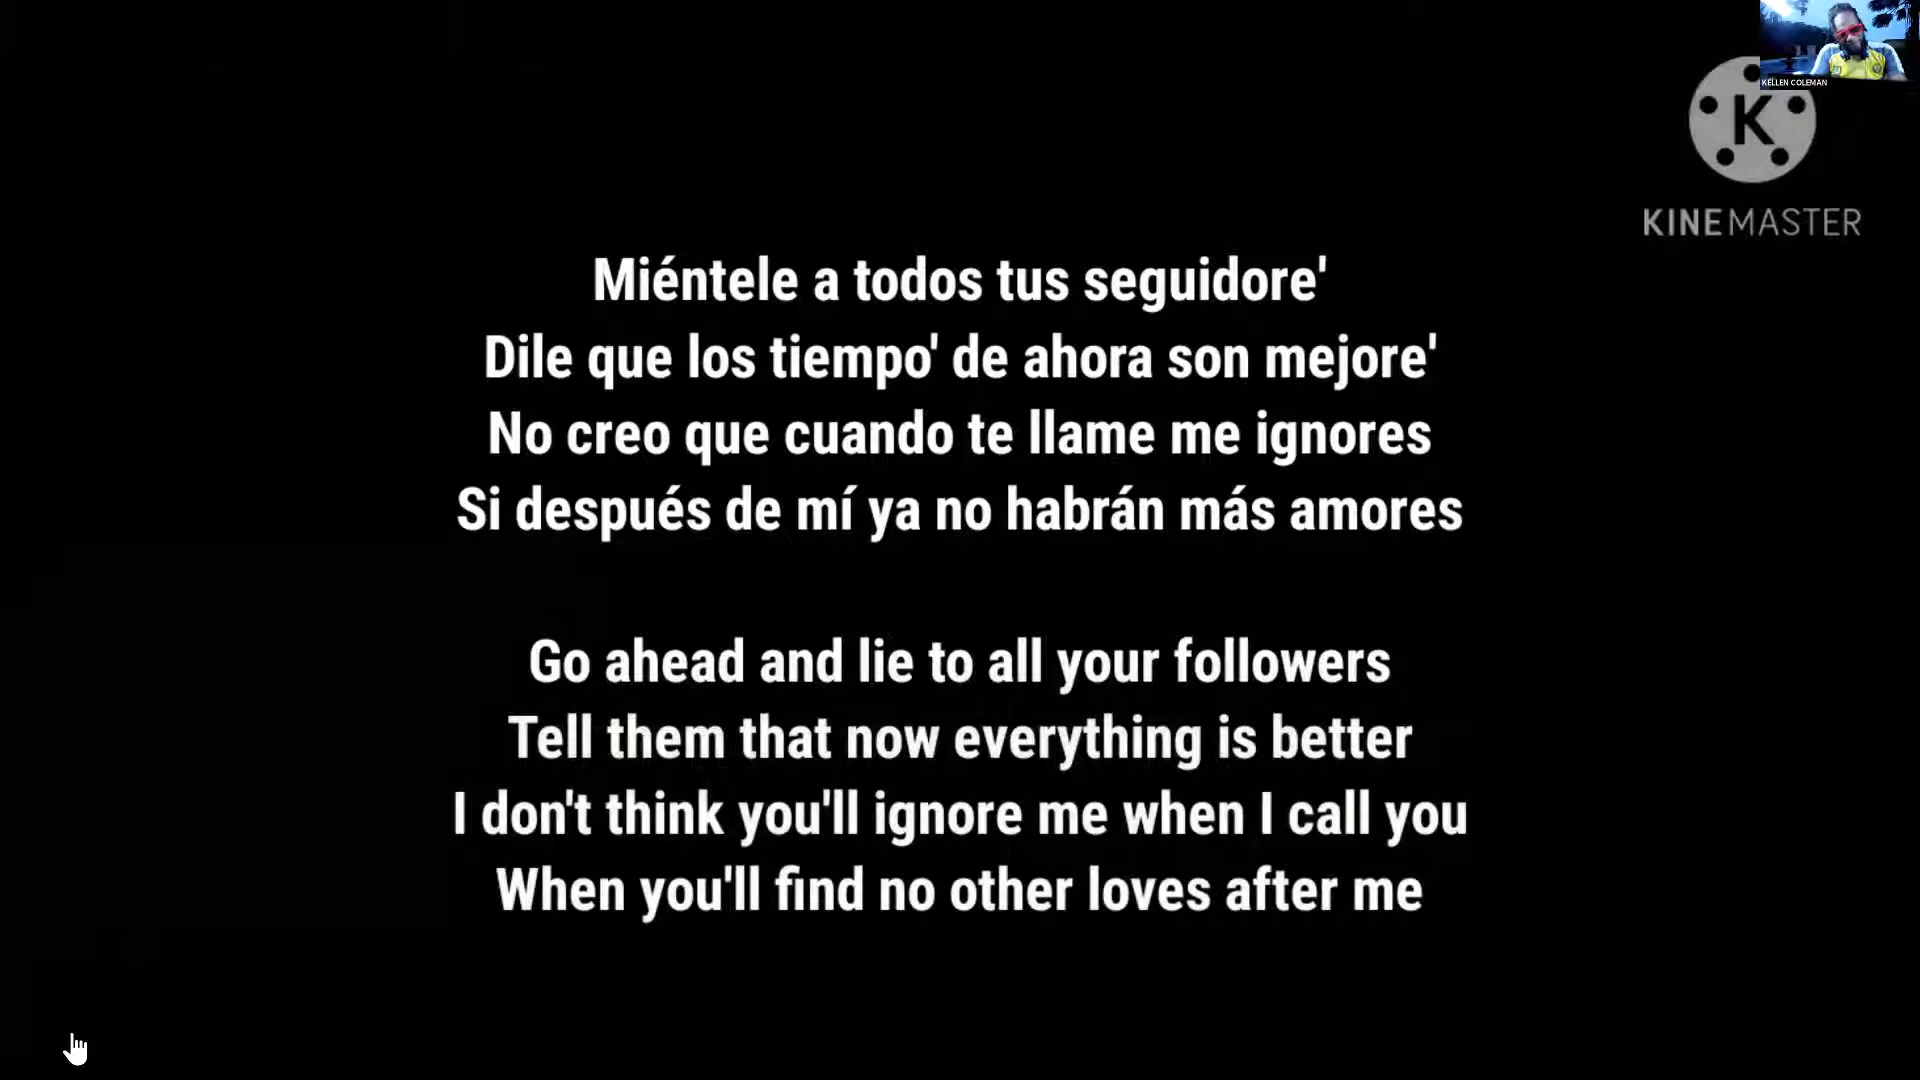 KELLEN COLEMAN
K
KINEMASTER
Miéntele a todos tus seguidore'
Dile que los tiempo' de ahora son mejore'
No creo que cuando te llame me ignores
Si después de mí ya no habrán más amores
Go ahead and lie to all your followers
Tell them that now everything is better
I don't think you'll ignore me when I call you
When you'll find no other loves after me